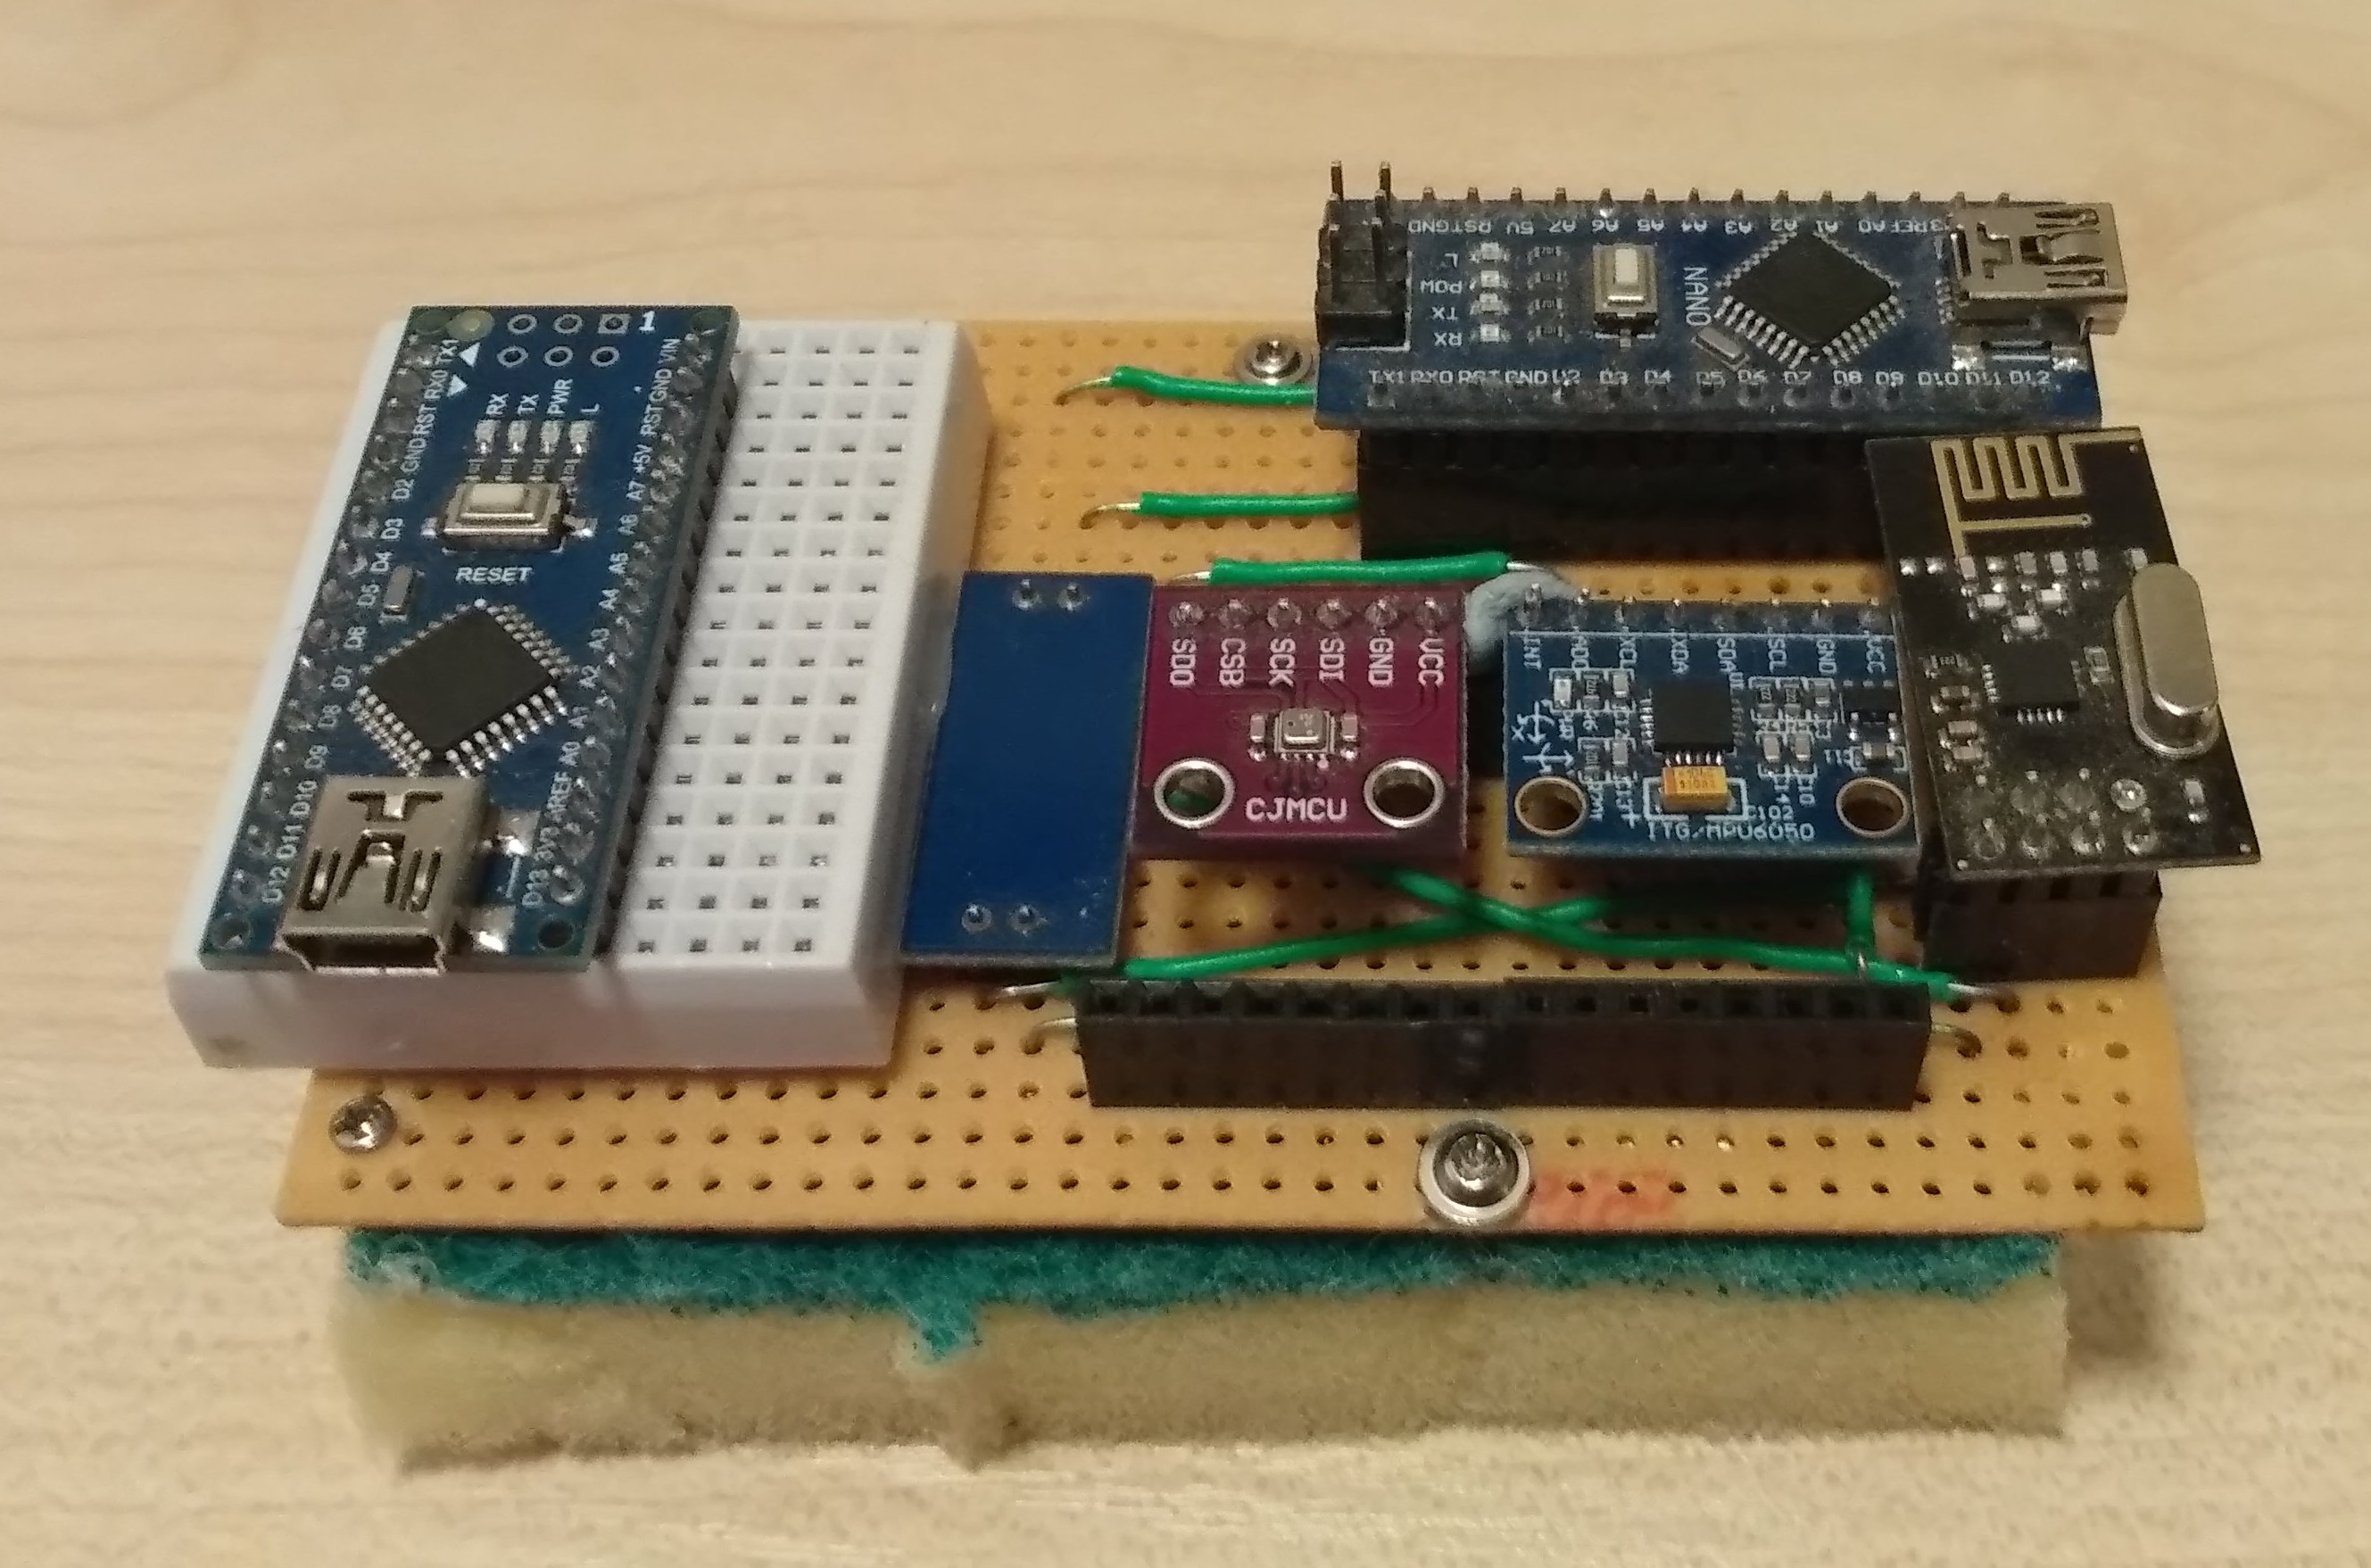 1
TX1 RX0 RST GND D2 D3 D4 D5 D6 D7 D8 D9 D10 D11 D12
RX
TX
PWR
L
VIN GND RST +5V A7 A6 A5 A4 A3 A2 A1 A0 AREF 3V3 D13
RESET
GND RST 5V A7 A6 A5 A4 A3 A2 A1 A0 REF
L
POW
TX
RX
NANO
TX1 RX0 RST GND D2 D3 D4 D5 D6 D7 D8 D9 D10 D11 D12
SDO
CSB
SCK
SDI
GND
VCC
CJMCU
INT
ADO
XCL
XDA
SDA
SCL
GND
VCC
ITG/MPU6050